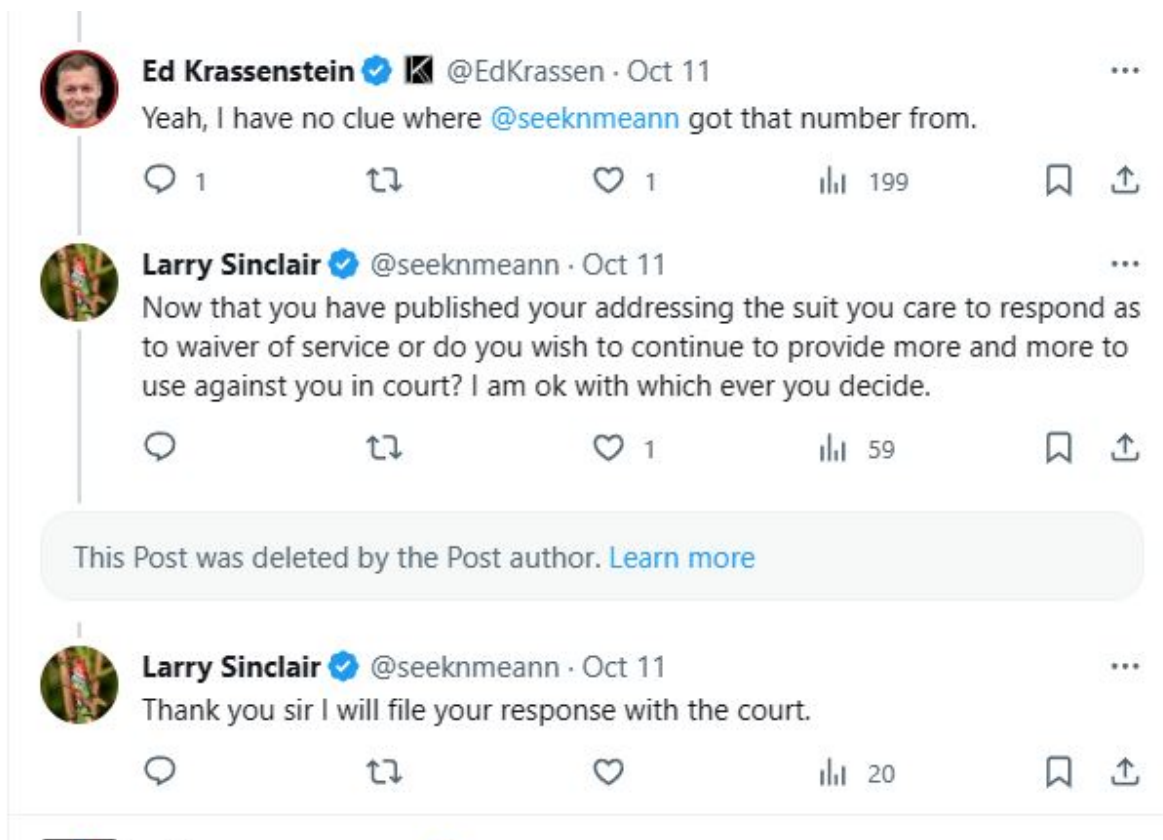 Ed Krassenstein @EdKrassen · Oct 11
Yeah, I have no clue where @seeknmeann got that number from.
1 1 199
Larry Sinclair @seeknmeann · Oct 11
Now that you have published your addressing the suit you care to respond as
to waiver of service or do you wish to continue to provide more and more to
use against you in court? I am ok with which ever you decide.
1 59
This Post was deleted by the Post author. Learn more
Larry Sinclair @seeknmeann · Oct 11
Thank you sir I will file your response with the court.
20